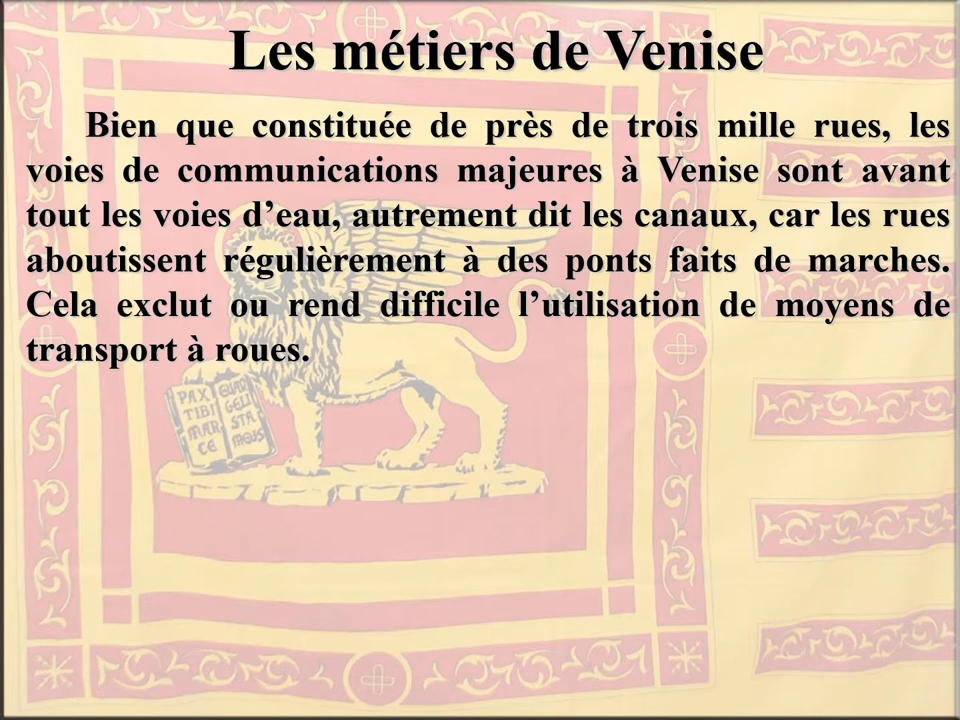 Les métiers de Venise
Bien que constituée de près de trois mille rues, les
voies de communications majeures à Venise sont avant
tout les voies d’eau, autrement dit les canaux, car les rues
aboutissent régulièrement à des ponts faits de marches.
Cela exclut ou rend difficile l’utilisation de moyens de
transport à roues.
PAX
TIBI
MAR
CE
GELI
STA
MEUS